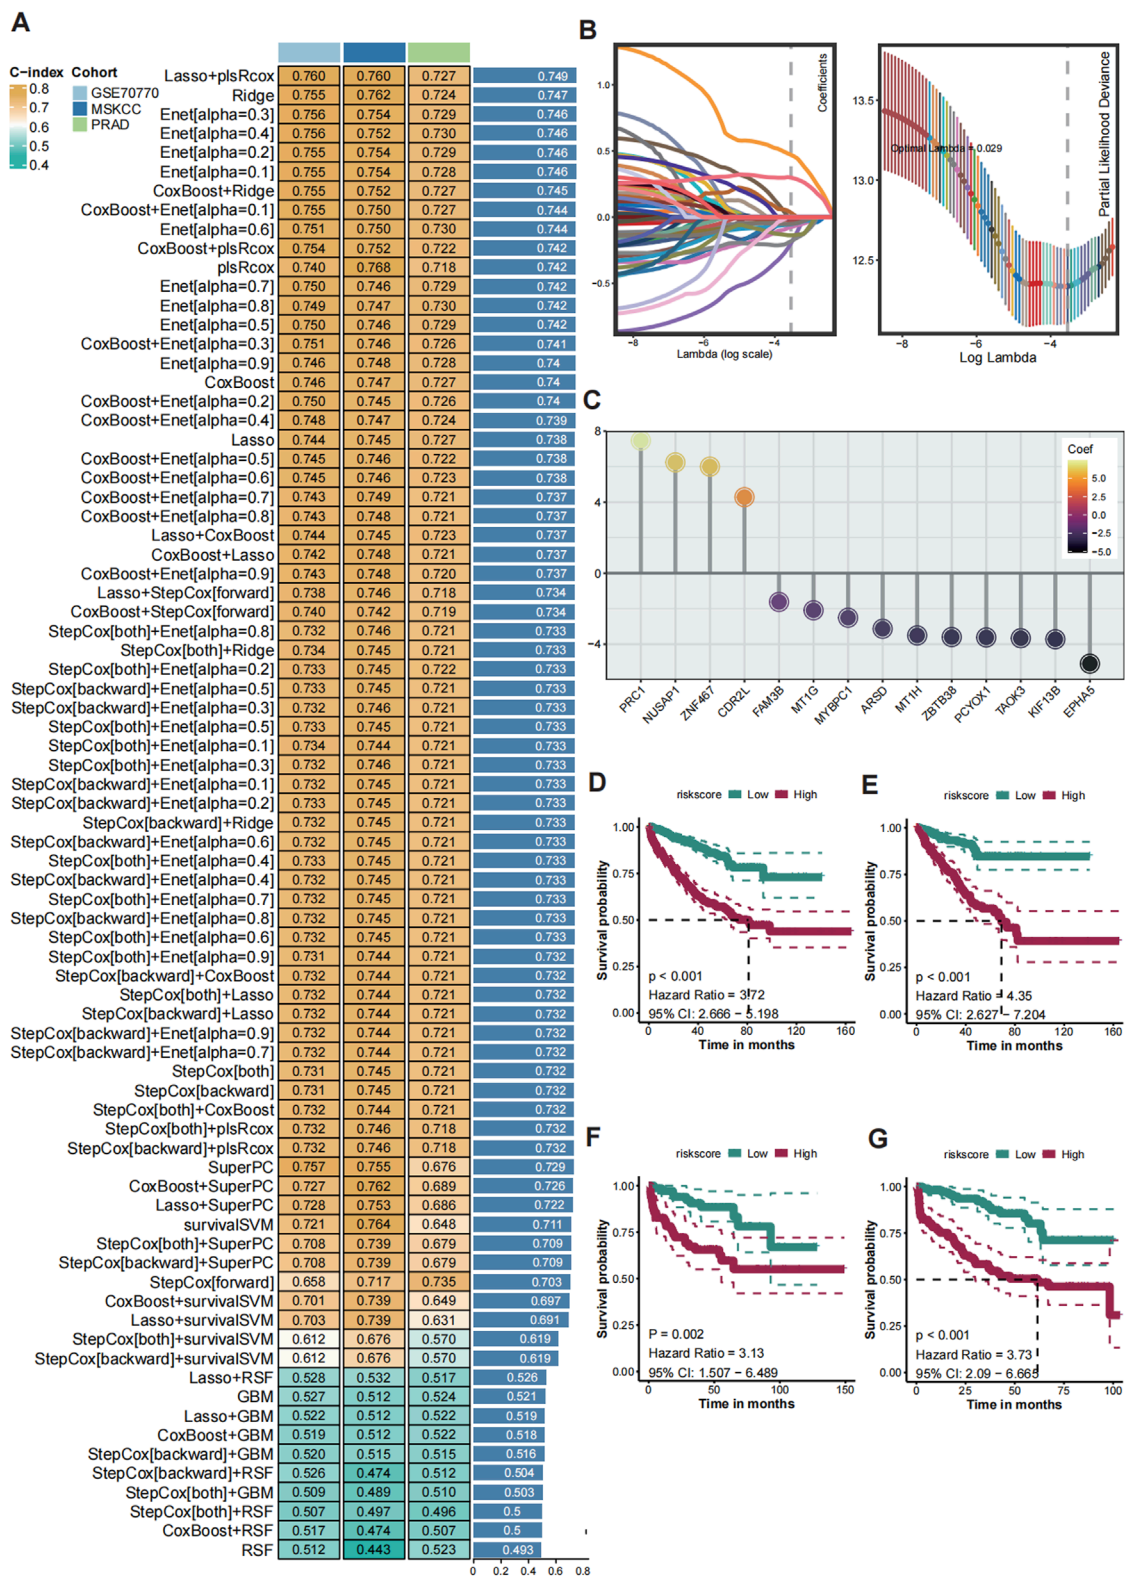 A
C-index Cohort
0.8
0.7
0.6
0.5
0.4
GSE70770
MSKCC
PRAD
Lasso+plsRcox 0.760 0.760 0.727 0.749
Ridge 0.755 0.762 0.724 0.747
Enet[alpha=0.3] 0.756 0.754 0.729 0.746
Enet[alpha=0.4] 0.756 0.752 0.730 0.746
Enet[alpha=0.2] 0.755 0.754 0.729 0.746
Enet[alpha=0.1] 0.755 0.754 0.728 0.746
CoxBoost+Ridge 0.755 0.752 0.727 0.745
CoxBoost+Enet[alpha=0.1] 0.755 0.750 0.727 0.744
Enet[alpha=0.6] 0.751 0.750 0.730 0.744
CoxBoost+plsRcox 0.754 0.752 0.722 0.742
plsRcox 0.740 0.768 0.718 0.742
Enet[alpha=0.7] 0.750 0.746 0.729 0.742
Enet[alpha=0.8] 0.749 0.747 0.730 0.742
Enet[alpha=0.5] 0.750 0.746 0.729 0.742
CoxBoost+Enet[alpha=0.3] 0.751 0.746 0.726 0.741
Enet[alpha=0.9] 0.746 0.748 0.728 0.74
CoxBoost 0.746 0.747 0.727 0.74
CoxBoost+Enet[alpha=0.2] 0.750 0.745 0.726 0.74
CoxBoost+Enet[alpha=0.4] 0.748 0.747 0.724 0.739
Lasso 0.744 0.745 0.727 0.738
CoxBoost+Enet[alpha=0.5] 0.745 0.746 0.722 0.738
CoxBoost+Enet[alpha=0.6] 0.745 0.746 0.723 0.738
CoxBoost+Enet[alpha=0.7] 0.743 0.749 0.721 0.737
CoxBoost+Enet[alpha=0.8] 0.743 0.748 0.721 0.737
Lasso+CoxBoost 0.744 0.745 0.723 0.737
CoxBoost+Lasso 0.742 0.748 0.721 0.737
CoxBoost+Enet[alpha=0.9] 0.743 0.748 0.720 0.737
Lasso+StepCox[forward] 0.738 0.746 0.718 0.734
CoxBoost+StepCox[forward] 0.740 0.742 0.719 0.734
StepCox[both]+Enet[alpha=0.8] 0.732 0.746 0.721 0.733
StepCox[both]+Ridge 0.734 0.745 0.721 0.733
StepCox[both]+Enet[alpha=0.2] 0.733 0.745 0.722 0.733
StepCox[backward]+Enet[alpha=0.5] 0.733 0.745 0.721 0.733
StepCox[backward]+Enet[alpha=0.3] 0.732 0.746 0.721 0.733
StepCox[both]+Enet[alpha=0.5] 0.733 0.745 0.721 0.733
StepCox[both]+Enet[alpha=0.1] 0.734 0.744 0.721 0.733
StepCox[both]+Enet[alpha=0.3] 0.732 0.746 0.721 0.733
StepCox[backward]+Enet[alpha=0.1] 0.732 0.745 0.721 0.733
StepCox[backward]+Enet[alpha=0.2] 0.733 0.745 0.721 0.733
StepCox[backward]+Ridge 0.732 0.745 0.721 0.733
StepCox[backward]+Enet[alpha=0.6] 0.732 0.745 0.721 0.733
StepCox[both]+Enet[alpha=0.4] 0.733 0.745 0.721 0.733
StepCox[backward]+Enet[alpha=0.4] 0.732 0.745 0.721 0.733
StepCox[both]+Enet[alpha=0.7] 0.732 0.745 0.721 0.733
StepCox[backward]+Enet[alpha=0.8] 0.732 0.745 0.721 0.733
StepCox[both]+Enet[alpha=0.6] 0.732 0.745 0.721 0.733
StepCox[both]+Enet[alpha=0.9] 0.731 0.744 0.721 0.732
StepCox[backward]+CoxBoost 0.732 0.744 0.721 0.732
StepCox[both]+Lasso 0.732 0.744 0.721 0.732
StepCox[backward]+Lasso 0.732 0.744 0.721 0.732
StepCox[backward]+Enet[alpha=0.9] 0.732 0.744 0.721 0.732
StepCox[backward]+Enet[alpha=0.7] 0.732 0.744 0.721 0.732
StepCox[both] 0.731 0.745 0.721 0.732
StepCox[backward] 0.731 0.745 0.721 0.732
StepCox[both]+CoxBoost 0.732 0.744 0.721 0.732
StepCox[both]+plsRcox 0.732 0.746 0.718 0.732
StepCox[backward]+plsRcox 0.732 0.746 0.718 0.732
SuperPC 0.757 0.755 0.676 0.729
CoxBoost+SuperPC 0.727 0.762 0.689 0.726
Lasso+SuperPC 0.728 0.753 0.686 0.722
survivalSVM 0.721 0.764 0.648 0.711
StepCox[both]+SuperPC 0.708 0.739 0.679 0.709
StepCox[backward]+SuperPC 0.708 0.739 0.679 0.709
StepCox[forward] 0.658 0.717 0.735 0.703
CoxBoost+survivalSVM 0.701 0.739 0.649 0.697
Lasso+survivalSVM 0.703 0.739 0.631 0.691
StepCox[both]+survivalSVM 0.612 0.676 0.570 0.619
StepCox[backward]+survivalSVM 0.612 0.676 0.570 0.619
Lasso+RSF 0.528 0.532 0.517 0.526
GBM 0.527 0.512 0.524 0.521
Lasso+GBM 0.522 0.512 0.522 0.519
CoxBoost+GBM 0.519 0.512 0.522 0.518
StepCox[backward]+GBM 0.520 0.515 0.515 0.516
StepCox[backward]+RSF 0.526 0.474 0.512 0.504
StepCox[both]+GBM 0.509 0.489 0.510 0.503
StepCox[both]+RSF 0.507 0.497 0.496 0.5
CoxBoost+RSF 0.517 0.474 0.507 0.5
RSF 0.512 0.443 0.523 0.493
0 0.2 0.4 0.6 0.8
B
Coefficients
1.0
0.5
0.0
-0.5
-8 -6 -4
Lambda (log scale)
Partial Likelihood Deviance
Optimal Lambda = 0.029
13.5
13.0
12.5
-8 -6 -4
Log Lambda
C
8
4
0
-4
Coef
5.0
2.5
0.0
-2.5
-5.0
PRC1 NUSAP1 ZNF467 CDR2L FAM3B MT1G MYBPC1 ARSD MT1H ZBTB38 PCYOX1 TAOK3 KIF13B EPHA5
D
riskscore Low High
Survival probability
1.00
0.75
0.50
0.25
0.00
p < 0.001
Hazard Ratio = 3.72
95% CI: 2.666 - 5.198
0 40 80 120 160
Time in months
E
riskscore Low High
Survival probability
1.00
0.75
0.50
0.25
0.00
p < 0.001
Hazard Ratio = 4.35
95% CI: 2.627 - 7.204
0 40 80 120 160
Time in months
F
riskscore Low High
Survival probability
1.00
0.75
0.50
0.25
0.00
P = 0.002
Hazard Ratio = 3.13
95% CI: 1.507 - 6.489
0 50 100 150
Time in months
G
riskscore Low High
Survival probability
1.00
0.75
0.50
0.25
0.00
p < 0.001
Hazard Ratio = 3.73
95% CI: 2.09 - 6.665
0 25 50 75 100
Time in months